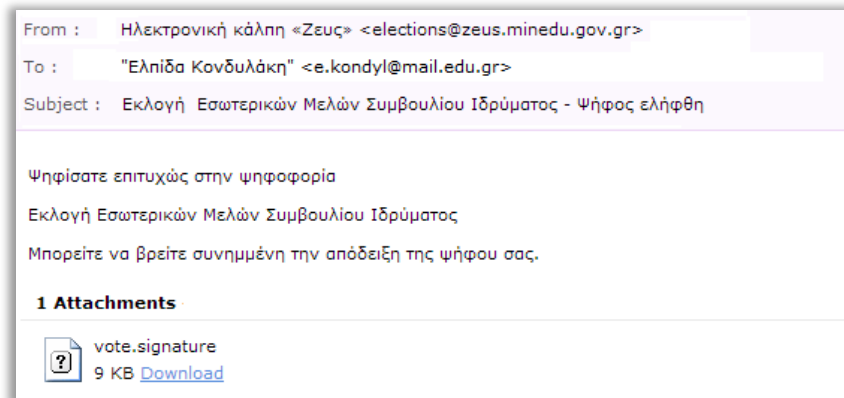 From : Ηλεκτρονική κάλπη «Ζευς» <elections@zeus.minedu.gov.gr>
To : "Ελπίδα Κονδυλάκη" <e.kondyl@mail.edu.gr>
Subject : Εκλογή Εσωτερικών Μελών Συμβουλίου Ιδρύματος - Ψήφος ελήφθη
Ψηφίσατε επιτυχώς στην ψηφοφορία
Εκλογή Εσωτερικών Μελών Συμβουλίου Ιδρύματος
Μπορείτε να βρείτε συνημμένη την απόδειξη της ψήφου σας.
1 Attachments
vote.signature
9 KB Download